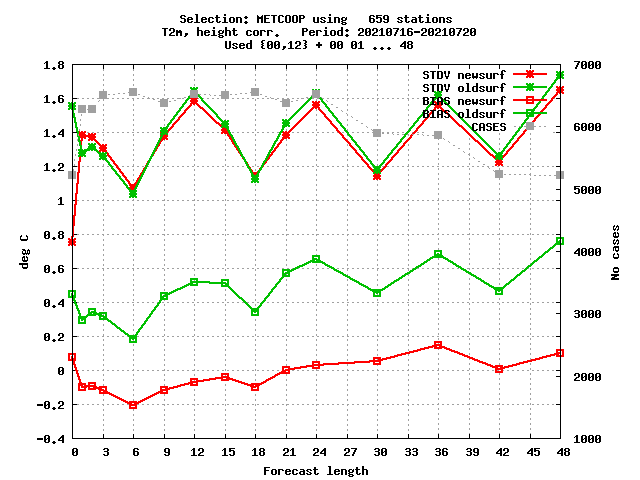 Selection: METCOOP using   659 stations
T2m, height corr.   Period: 20210716-20210720
Used {00,12} + 00 01 ... 48
STDV newsurf
STDV oldsurf
BIAS newsurf
BIAS oldsurf
CASES
1.8
1.6
1.4
1.2
1
0.8
0.6
0.4
0.2
0
-0.2
-0.4
deg C
7000
6000
5000
4000
3000
2000
1000
No cases
0 3 6 9 12 15 18 21 24 27 30 33 36 39 42 45 48
Forecast length